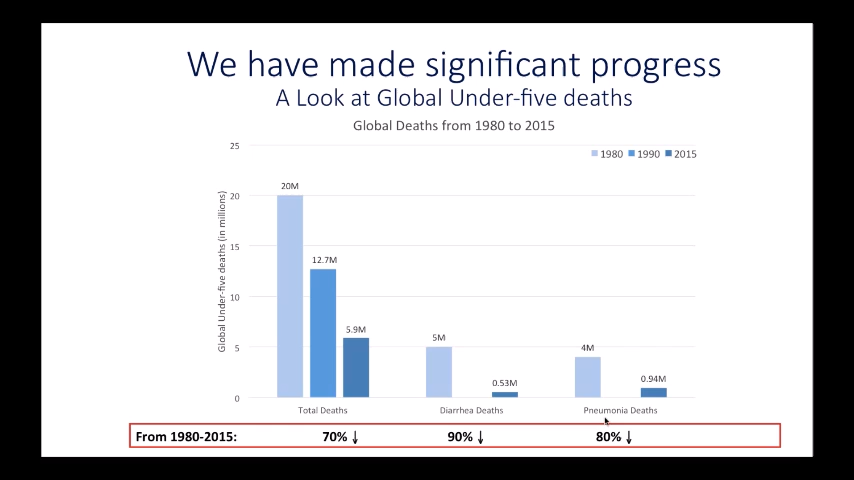 We have made significant progress
A Look at Global Under-five deaths
Global Deaths from 1980 to 2015
1980 1990 2015
Global Under-five deaths (in millions)
25
20
15
10
5
0
20M
12.7M
5.9M
5M
0.53M
4M
0.94M
Total Deaths Diarrhea Deaths Pneumonia Deaths
From 1980-2015: 70% ↓ 90% ↓ 80% ↓